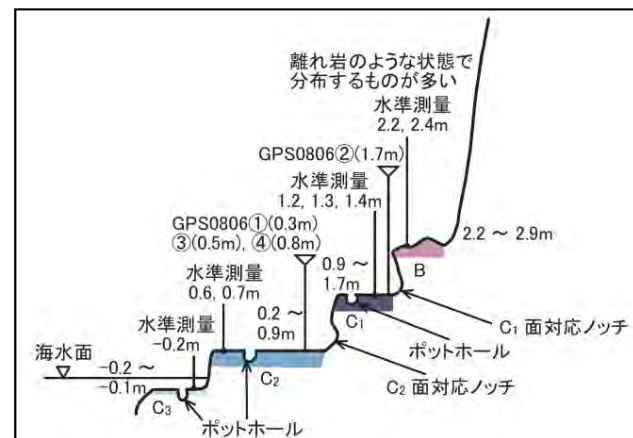 離れ岩のような状態で
分布するものが多い
水準測量
2.2, 2.4m
GPS0806②(1.7m)
水準測量
1.2, 1.3, 1.4m
GPS0806①(0.3m)
③(0.5m), ④(0.8m)
2.2 ～ 2.9m
B
0.9 ～
1.7m
水準測量
0.6, 0.7m
0.2 ～
0.9m
C1
C1 面対応ノッチ
ポットホール
水準測量
-0.2m
海水面
-0.2 ～
-0.1m
C2
C2 面対応ノッチ
C3
ポットホール